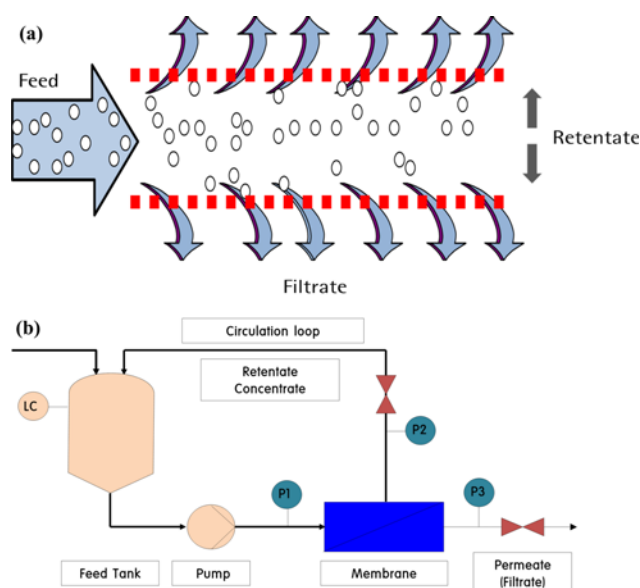 (a)
Feed
Retentate
Filtrate
(b)
Circulation loop
Retentate
Concentrate
LC
P2
P1
P3
Feed Tank
Pump
Membrane
Permeate
(Filtrate)